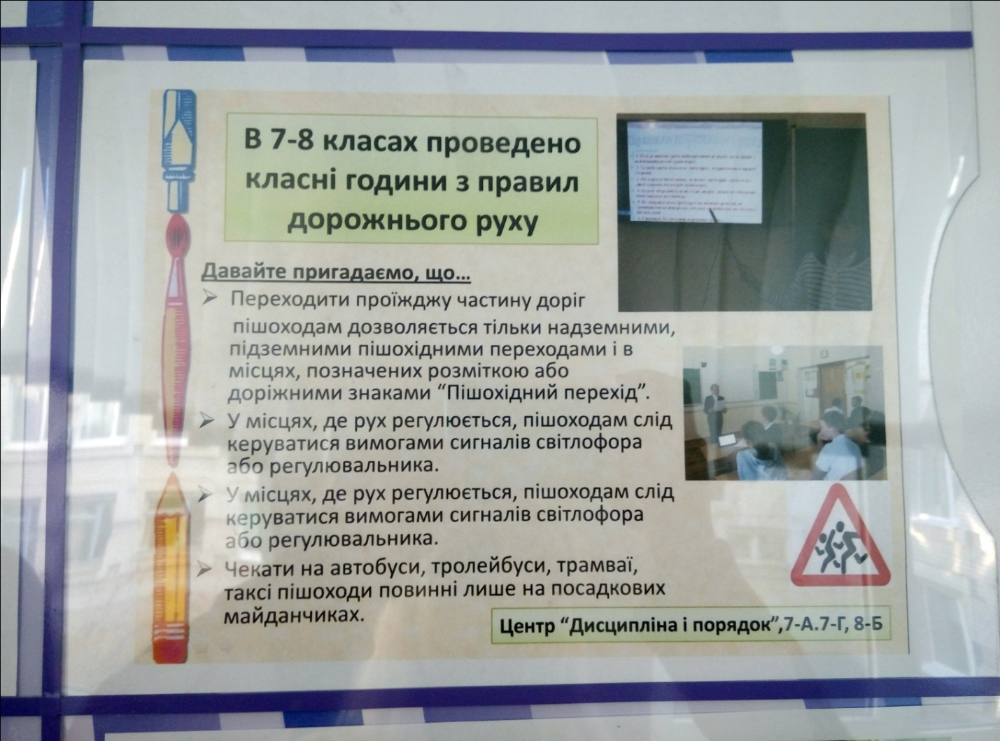 В 7-8 класах проведено
класні години з правил
дорожнього руху
Давайте пригадаємо, що...
➢ Переходити проїжджу частину доріг
пішоходам дозволяється тільки надземними,
підземними пішохідними переходами і в
місцях, позначених розміткою або
доріжними знаками “Пішохідний перехід”.
➢ У місцях, де рух регулюється, пішоходам слід
керуватися вимогами сигналів світлофора
або регулювальника.
➢ У місцях, де рух регулюється, пішоходам слід
керуватися вимогами сигналів світлофора
або регулювальника.
➢ Чекати на автобуси, тролейбуси, трамваї,
таксі пішоходи повинні лише на посадкових
майданчиках.
Центр “Дисципліна і порядок”,7-А.7-Г, 8-Б